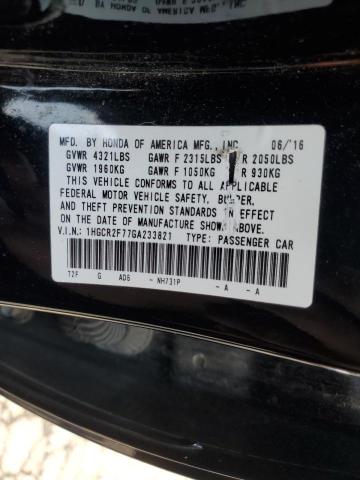 MFD. BY HONDA OF AMERICA MFG., INC. 06/'16
GVWR 4321LBS GAWR F 2315LBS R 2050LBS
GVWR 1960KG GAWR F 1050KG R 930KG
THIS VEHICLE CONFORMS TO ALL APPLICABLE
FEDERAL MOTOR VEHICLE SAFETY, BUMPER,
AND THEFT PREVENTION STANDARDS IN EFFECT
ON THE DATE OF MANUFACTURE SHOWN ABOVE.
V.I.N.: 1HGCR2F77GA233821 TYPE: PASSENGER CAR
T2F G AD6 - NH731P - A - A